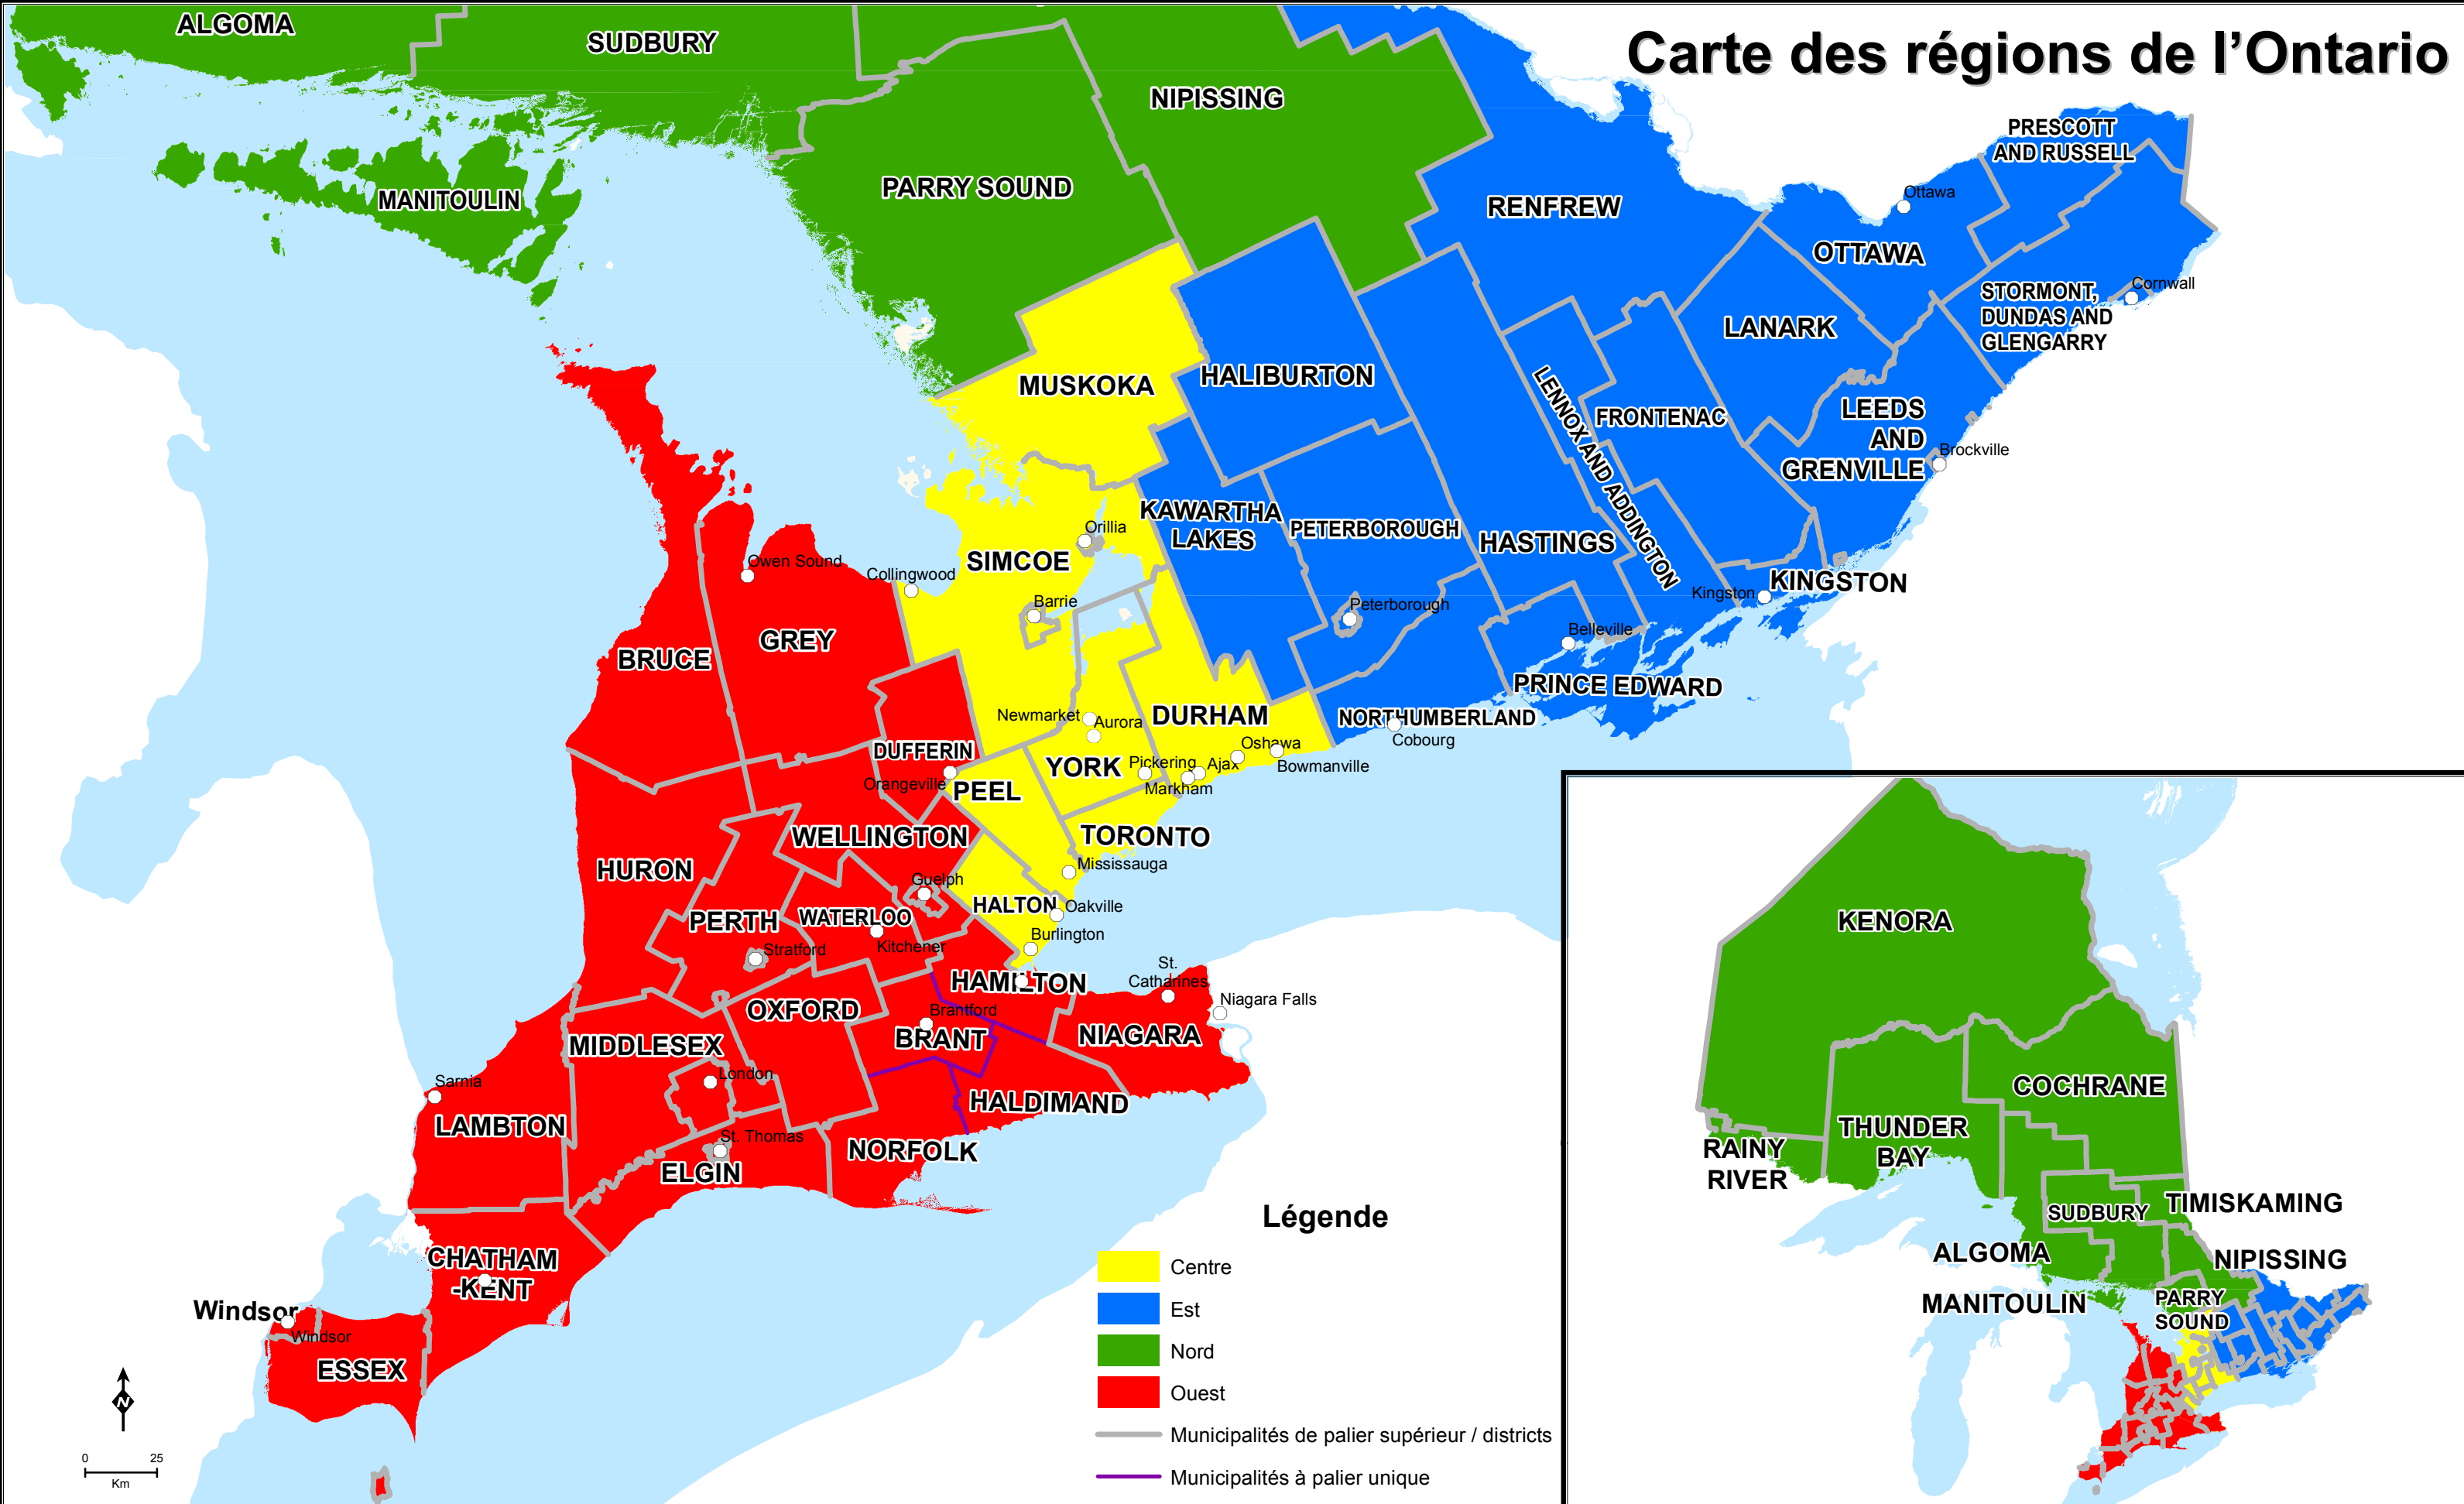 Carte des régions de l'Ontario
ALGOMA
SUDBURY
NIPISSING
PARRY SOUND
MANITOULIN
RENFREW
PRESCOTT
AND RUSSELL
Ottawa
OTTAWA
STORMONT,
DUNDAS AND
GLENGARRY
Cornwall
LANARK
LEEDS
AND
GRENVILLE
Brockville
FRONTENAC
LENNOX AND ADDINGTON
HALIBURTON
MUSKOKA
KAWARTHA
LAKES
PETERBOROUGH
HASTINGS
Orillia
SIMCOE
Owen Sound
Collingwood
Barrie
Peterborough
Kingston
KINGSTON
Belleville
GREY
BRUCE
PRINCE EDWARD
NORTHUMBERLAND
Cobourg
Newmarket
Aurora
DURHAM
DUFFERIN
Orangeville
PEEL
YORK
Pickering
Ajax
Oshawa
Bowmanville
Markham
WELLINGTON
TORONTO
HURON
Mississauga
Guelph
HALTON
Oakville
PERTH
WATERLOO
Kitchener
Burlington
Stratford
HAMILTON
St.
Catharines
Niagara Falls
OXFORD
Brantford
BRANT
NIAGARA
MIDDLESEX
London
Sarnia
LAMBTON
HALDIMAND
St. Thomas
ELGIN
NORFOLK
CHATHAM
-KENT
Windsor
Windsor
ESSEX
N
0 25
Km
Légende
Centre
Est
Nord
Ouest
Municipalités de palier supérieur / districts
Municipalités à palier unique
KENORA
COCHRANE
THUNDER
BAY
RAINY
RIVER
TIMISKAMING
SUDBURY
ALGOMA
NIPISSING
MANITOULIN
PARRY
SOUND